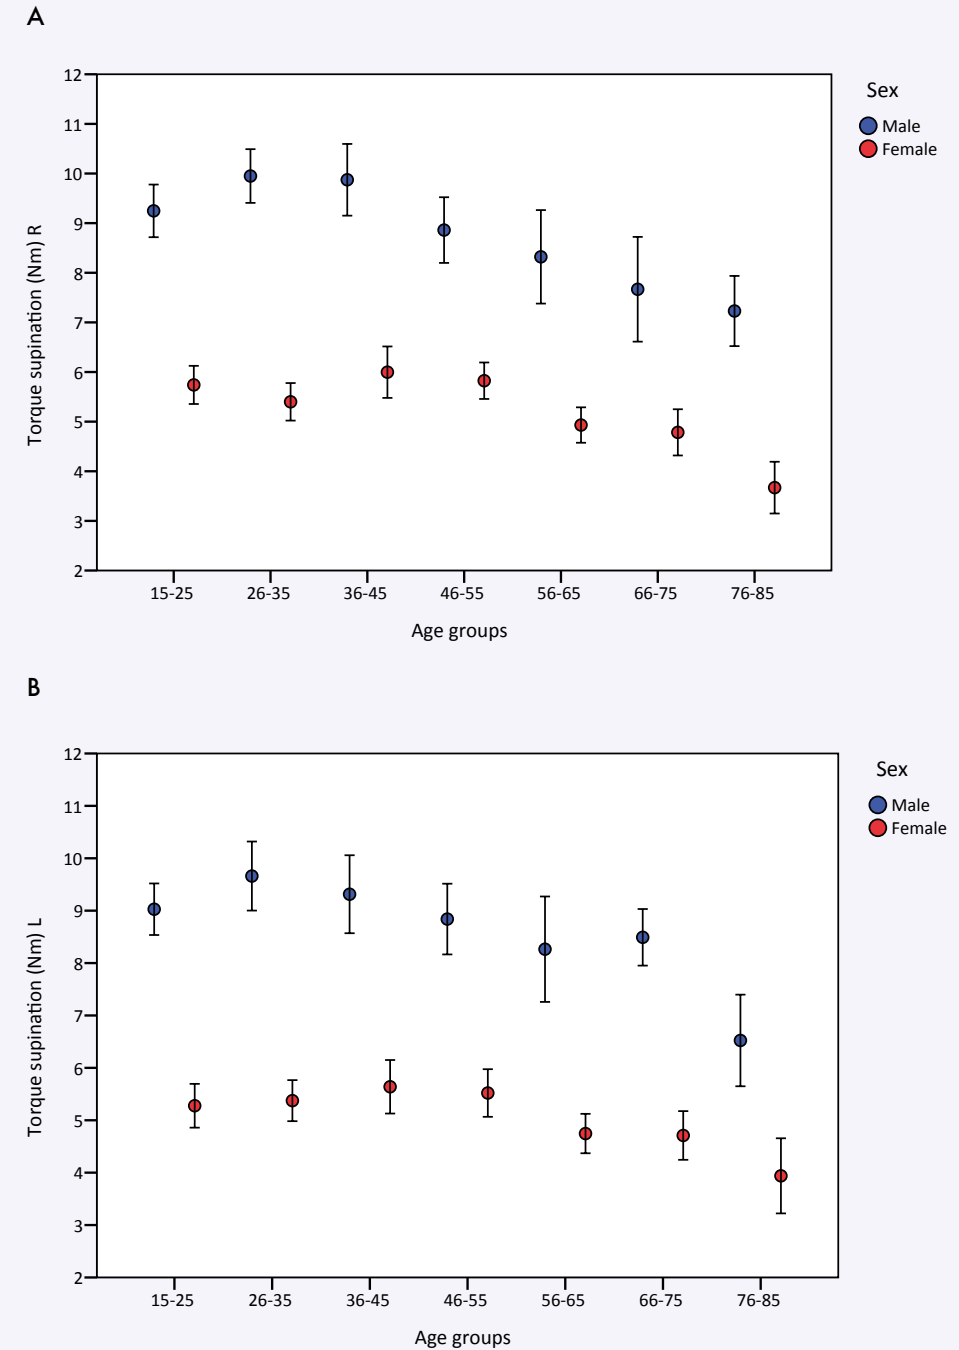 A
Sex
Male
Female
12
11
10
9
8
7
6
5
4
3
2
Torque supination (Nm) R
15-25 26-35 36-45 46-55 56-65 66-75 76-85
Age groups
B
Sex
Male
Female
12
11
10
9
8
7
6
5
4
3
2
Torque supination (Nm) L
15-25 26-35 36-45 46-55 56-65 66-75 76-85
Age groups